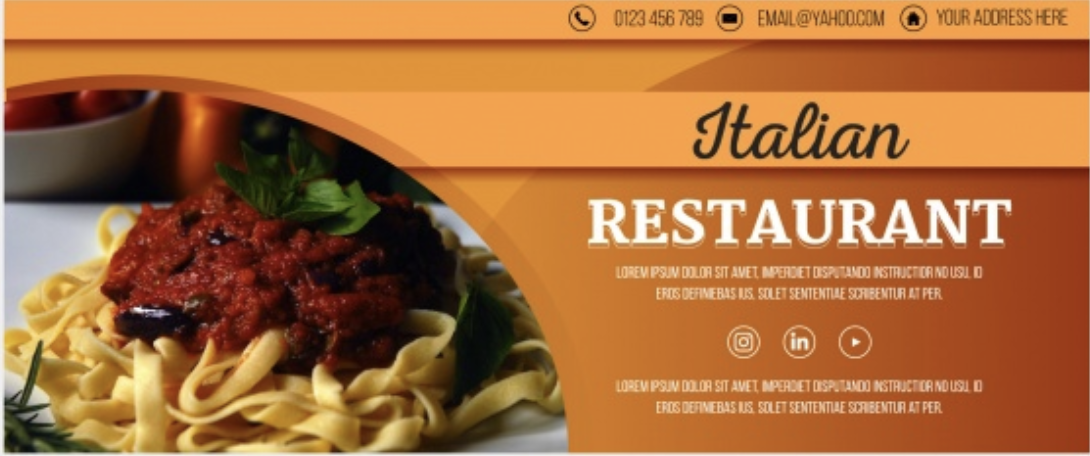 0123 456 789 EMAIL@YAHOO.COM YOUR ADDRESS HERE
Italian
RESTAURANT
LOREM IPSUM DOLOR SIT AMET, IMPERDIET DISPUTANDO INSTRUCTIOR NO USU, ID
EROS DEFINIEBAS IUS, SOLET SENTENTIAE SCRIBENTUR AT PER,
in
LOREM IPSUM DOLOR SIT AMET, IMPERDIET DISPUTANDO INSTRUCTIOR NO USU, ID
EROS DEFINIEBAS IUS, SOLET SENTENTIAE SCRIBENTUR AT PER,